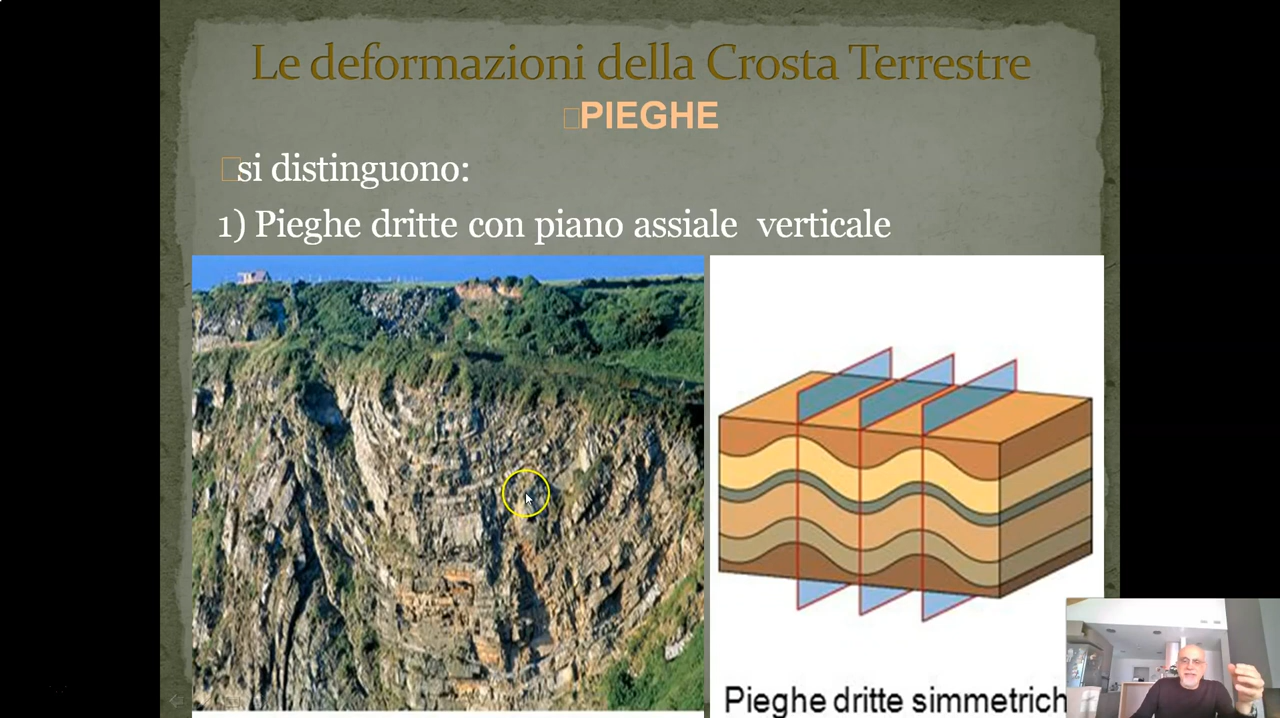 Le deformazioni della Crosta Terrestre
PIEGHE
si distinguono:
1) Pieghe dritte con piano assiale verticale
Pieghe dritte simmetrich